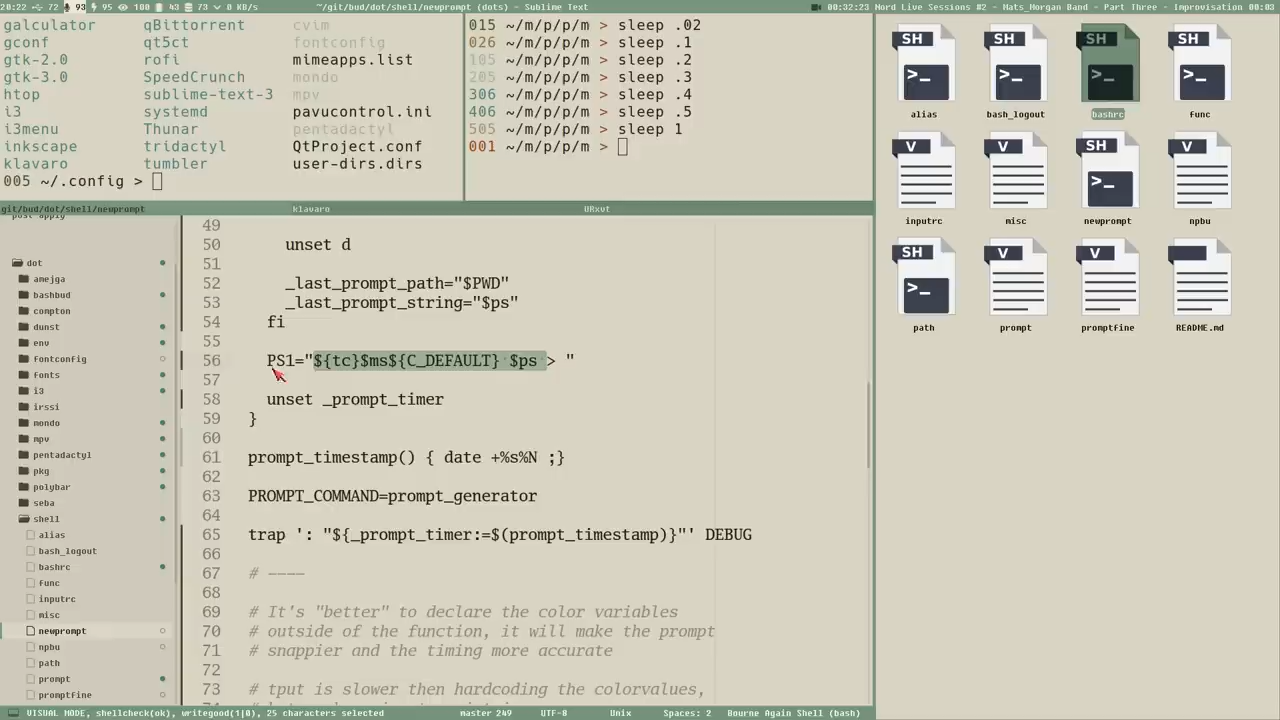 20:22 72 93 95 100 43 73 0 KB/s ~/git/bud/dot/shell/newprompt (dots) - Sublime Text 00:32:23 Nord Live Sessions #2 - Mats_Morgan Band - Part Three - Improvisation 00:03
galculator qBittorrent cvim
gconf qt5ct fontconfig
gtk-2.0 rofi mimeapps.list
gtk-3.0 SpeedCrunch mondo
htop sublime-text-3 mpv
i3 systemd pavucontrol.ini
i3menu Thunar pentadactyl
inkscape tridactyl QtProject.conf
klavaro tumbler user-dirs.dirs
005 ~/.config >
015 ~/m/p/p/m > sleep .02
026 ~/m/p/p/m > sleep .1
105 ~/m/p/p/m > sleep .2
205 ~/m/p/p/m > sleep .3
306 ~/m/p/p/m > sleep .4
406 ~/m/p/p/m > sleep .5
505 ~/m/p/p/m > sleep 1
001 ~/m/p/p/m >
git/bud/dot/shell/newprompt klavaro URxvt
dot
amejga
bashbud
compton
dunst
env
fontconfig
fonts
i3
irssi
mondo
mpv
pentadactyl
pkg
polybar
seba
shell
alias
bash_logout
bashrc
func
inputrc
misc
newprompt
npbu
path
prompt
promptfine
49
50 unset d
51
52 _last_prompt_path="$PWD"
53 _last_prompt_string="$ps"
54 fi
55
56 PS1="${tc}$ms${C_DEFAULT} $ps > "
57
58 unset _prompt_timer
59 }
60
61 prompt_timestamp() { date +%s%N ;}
62
63 PROMPT_COMMAND=prompt_generator
64
65 trap ': "${_prompt_timer:=$(prompt_timestamp)}"' DEBUG
66
67 # ----
68
69 # It's "better" to declare the color variables
70 # outside of the function, it will make the prompt
71 # snappier and the timing more accurate
72
73 # tput is slower then hardcoding the colorvalues,
VISUAL MODE, shellcheck(ok), writegood(1|0), 25 characters selected master 249 UTF-8 Unix Spaces: 2 Bourne Again Shell (bash)
SH SH SH SH
>_ >_ >_ >_
alias bash_logout bashrc func
V V SH V
>_
inputrc misc newprompt npbu
SH V V
>_
path prompt promptfine README.md